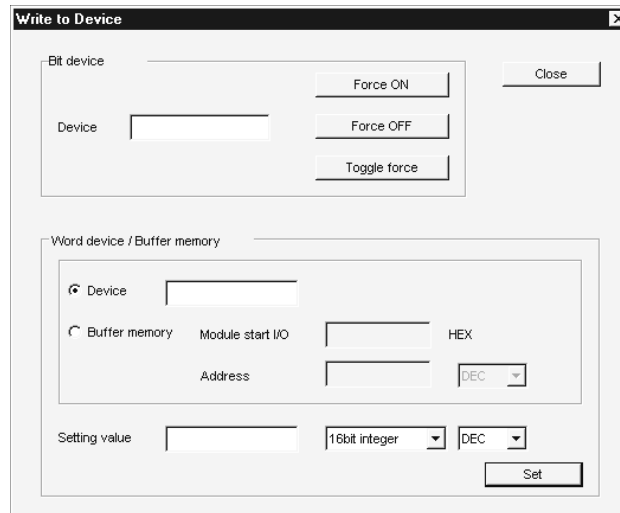 Write to Device
Bit device
Force ON
Close
Device
Force OFF
Toggle force
Word device / Buffer memory
Device
Buffer memory Module start I/O HEX
Address DEC
Setting value 16bit integer DEC
Set